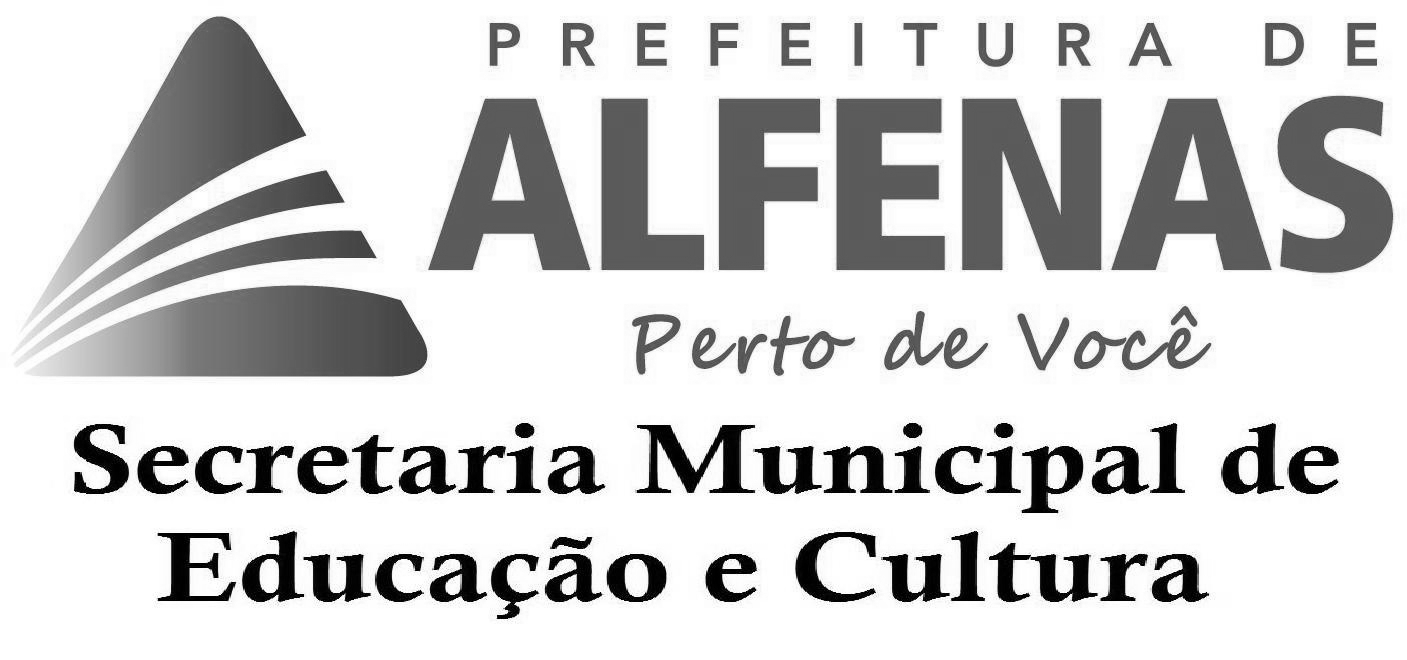 PREFEITURA DE
ALFENAS
Perto de Você
Secretaria Municipal de
Educação e Cultura